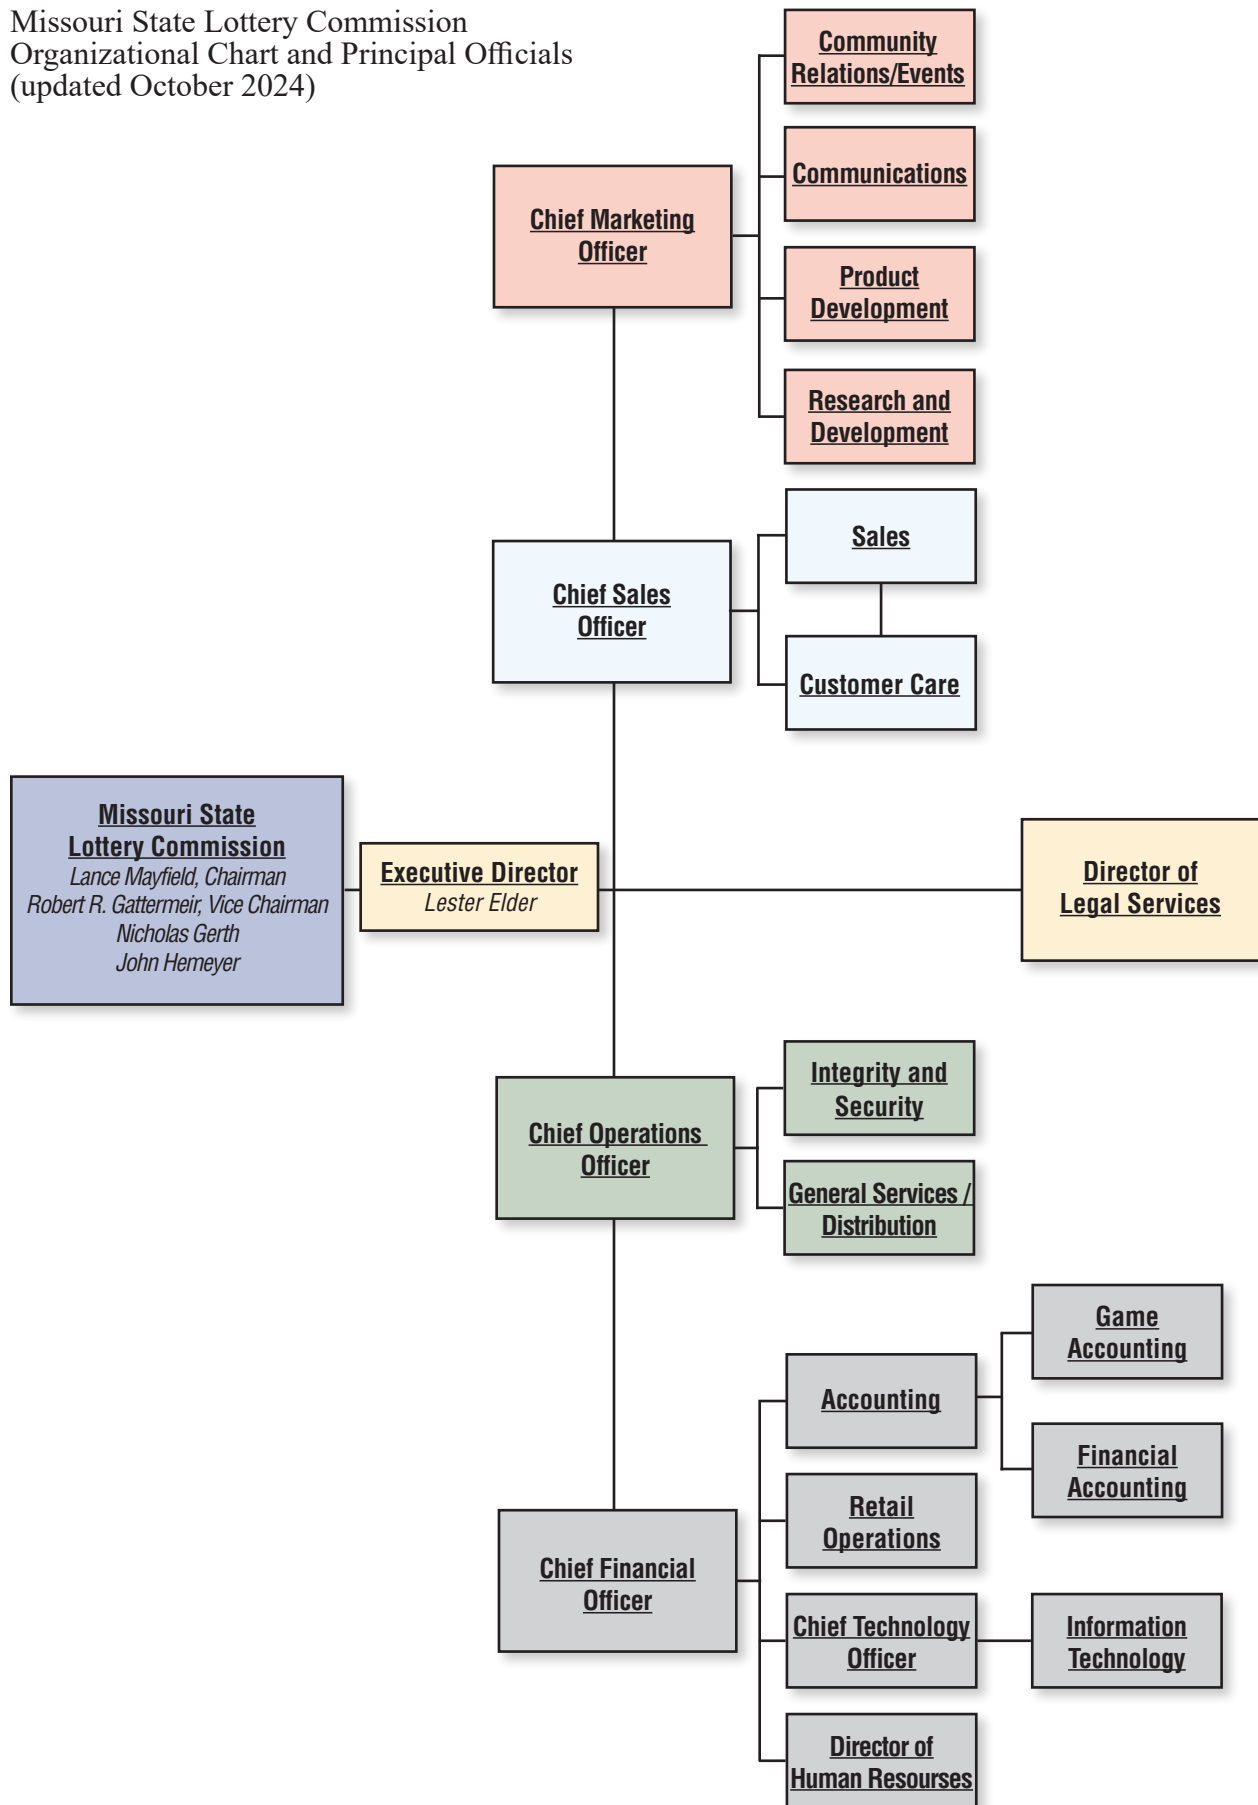 Missouri State Lottery Commission
Organizational Chart and Principal Officials
(updated October 2024)
Community
Relations/Events
Communications
Chief Marketing
Officer
Product
Development
Research and
Development
Sales
Chief Sales
Officer
Customer Care
Missouri State
Lottery Commission
Lance Mayfield, Chairman
Robert R. Gattermeir, Vice Chairman
Nicholas Gerth
John Hemeyer
Executive Director
Lester Elder
Director of
Legal Services
Integrity and
Security
Chief Operations
Officer
General Services /
Distribution
Game
Accounting
Accounting
Financial
Accounting
Retail
Operations
Chief Financial
Officer
Chief Technology
Officer
Information
Technology
Director of
Human Resourses